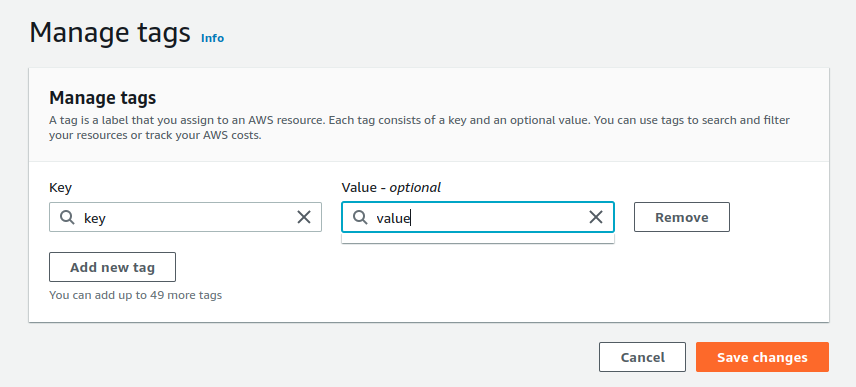 Manage tags Info
Manage tags
A tag is a label that you assign to an AWS resource. Each tag consists of a key and an optional value. You can use tags to search and filter
your resources or track your AWS costs.
Key
Value - optional
key
value
Remove
Add new tag
You can add up to 49 more tags
Cancel
Save changes